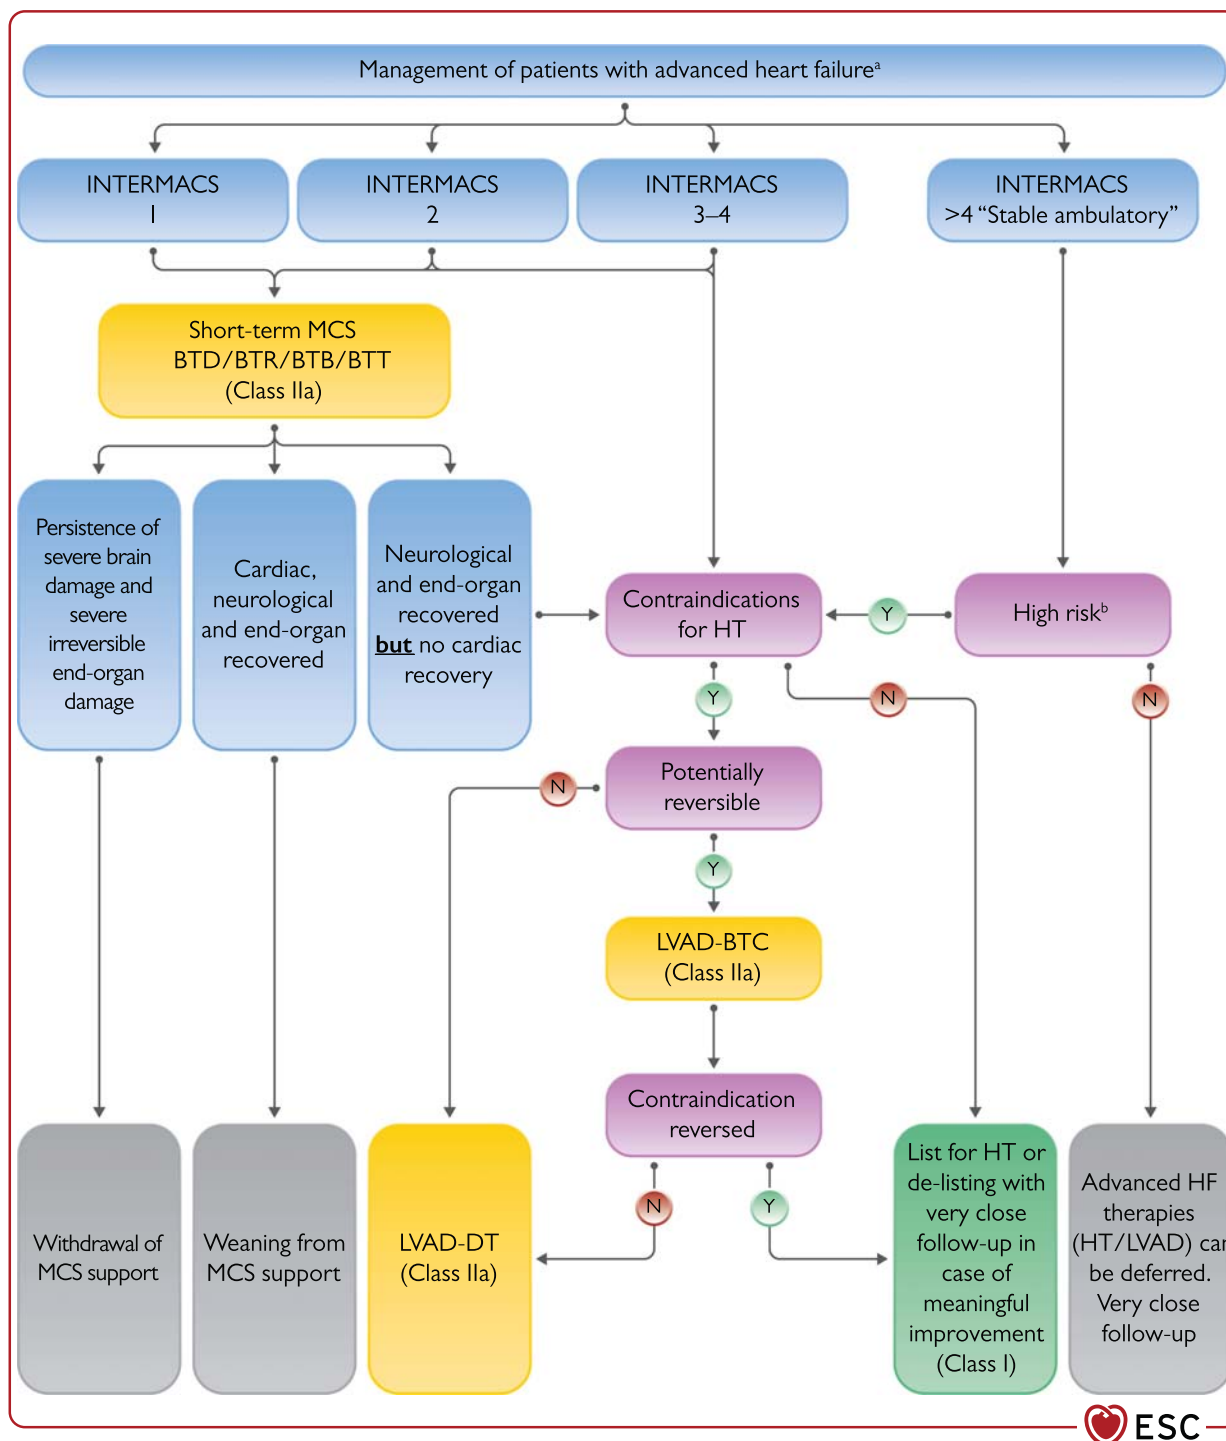 Management of patients with advanced heart failureᵃ
INTERMACS
1
INTERMACS
2
INTERMACS
3–4
INTERMACS
>4 “Stable ambulatory”
Short-term MCS
BTD/BTR/BTB/BTT
(Class IIa)
Persistence of
severe brain
damage and
severe
irreversible
end-organ
damage
Cardiac,
neurological
and end-organ
recovered
Neurological
and end-organ
recovered
but no cardiac
recovery
Contraindications
for HT
Y
High riskᵇ
Y
N
N
Potentially
reversible
N
Y
LVAD-BTC
(Class IIa)
Contraindication
reversed
N
Y
Withdrawal of
MCS support
Weaning from
MCS support
LVAD-DT
(Class IIa)
List for HT or
de-listing with
very close
follow-up in
case of
meaningful
improvement
(Class I)
Advanced HF
therapies
(HT/LVAD) can
be deferred.
Very close
follow-up
ESC